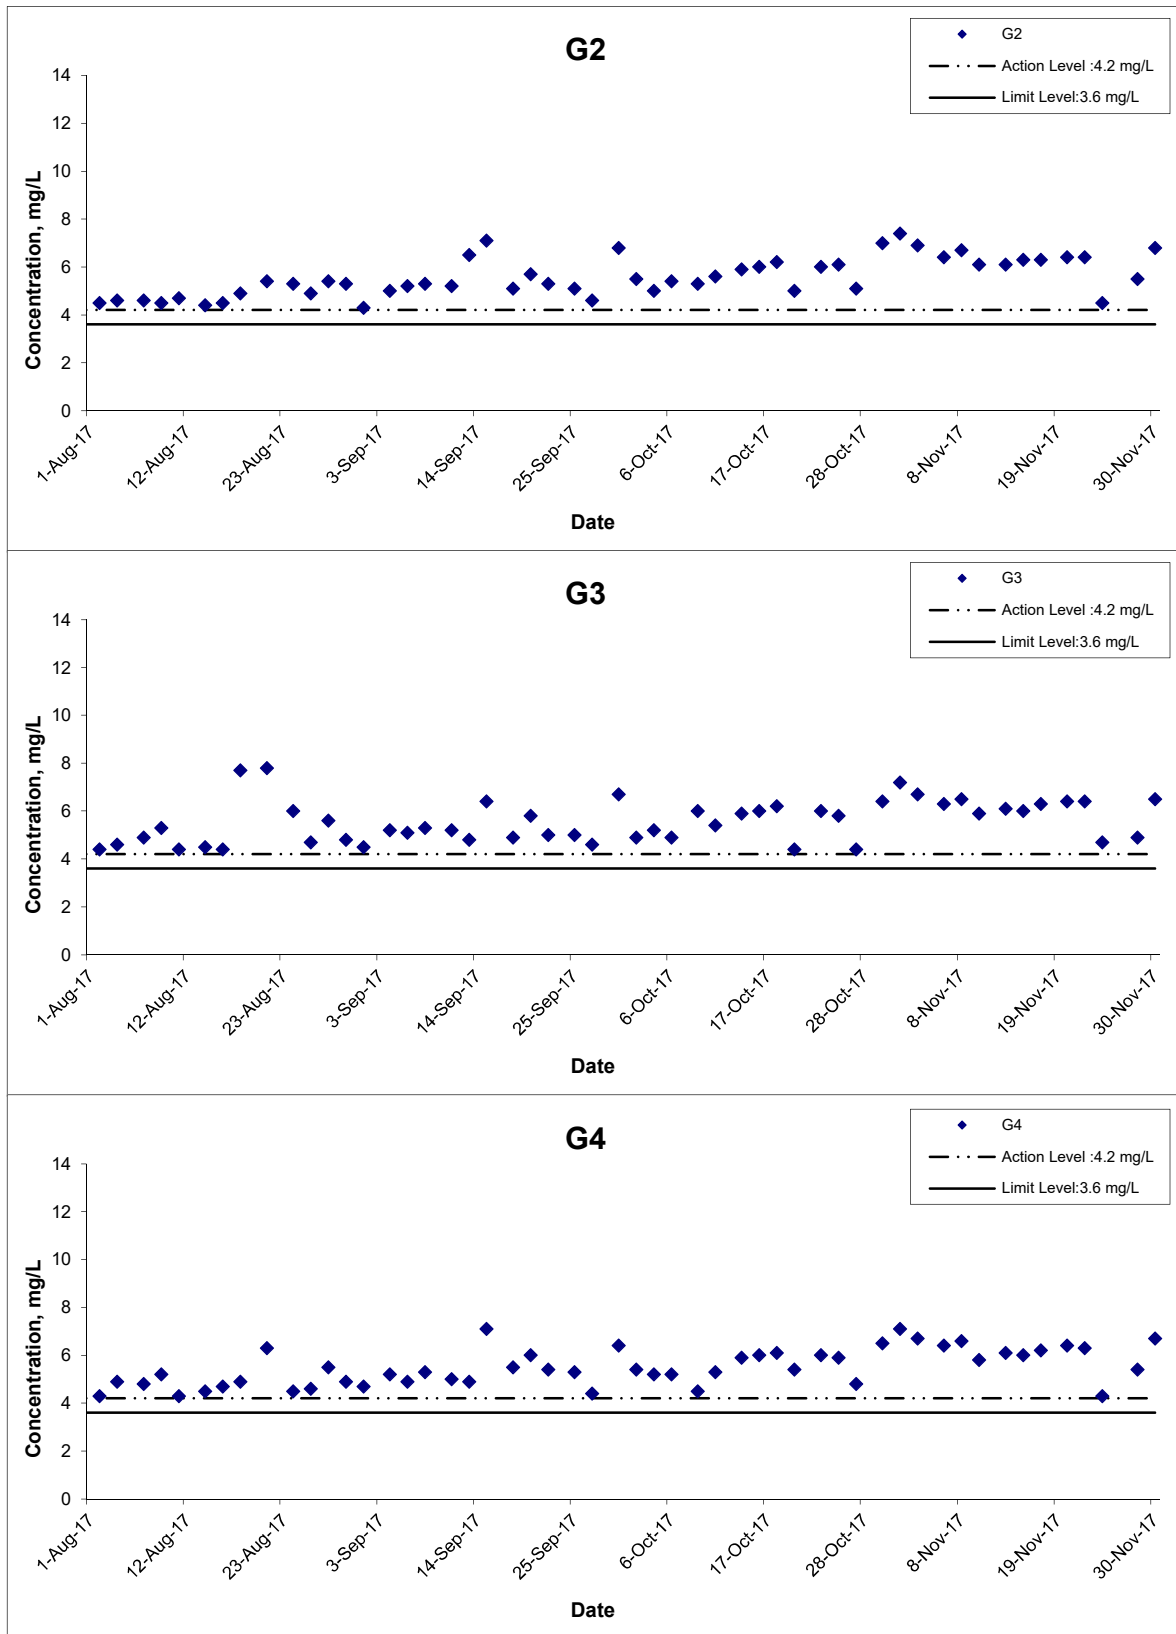 G2
G2
Action Level :4.2 mg/L
Limit Level:3.6 mg/L
Concentration, mg/L
14
12
10
8
6
4
2
0
1-Aug-17
12-Aug-17
23-Aug-17
3-Sep-17
14-Sep-17
25-Sep-17
6-Oct-17
17-Oct-17
28-Oct-17
8-Nov-17
19-Nov-17
30-Nov-17
Date
G3
G3
Action Level :4.2 mg/L
Limit Level:3.6 mg/L
Concentration, mg/L
14
12
10
8
6
4
2
0
1-Aug-17
12-Aug-17
23-Aug-17
3-Sep-17
14-Sep-17
25-Sep-17
6-Oct-17
17-Oct-17
28-Oct-17
8-Nov-17
19-Nov-17
30-Nov-17
Date
G4
G4
Action Level :4.2 mg/L
Limit Level:3.6 mg/L
Concentration, mg/L
14
12
10
8
6
4
2
0
1-Aug-17
12-Aug-17
23-Aug-17
3-Sep-17
14-Sep-17
25-Sep-17
6-Oct-17
17-Oct-17
28-Oct-17
8-Nov-17
19-Nov-17
30-Nov-17
Date